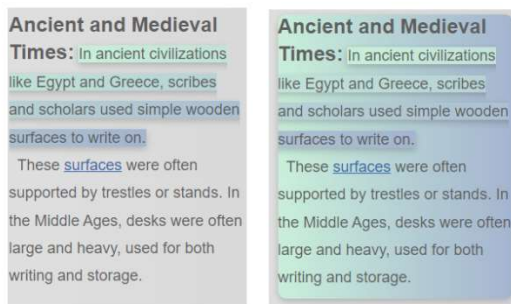 Ancient and Medieval
Times: In ancient civilizations
like Egypt and Greece, scribes
and scholars used simple wooden
surfaces to write on.
These surfaces were often
supported by trestles or stands. In
the Middle Ages, desks were often
large and heavy, used for both
writing and storage.
Ancient and Medieval
Times: In ancient civilizations
like Egypt and Greece, scribes
and scholars used simple wooden
surfaces to write on.
These surfaces were often
supported by trestles or stands. In
the Middle Ages, desks were often
large and heavy, used for both
writing and storage.